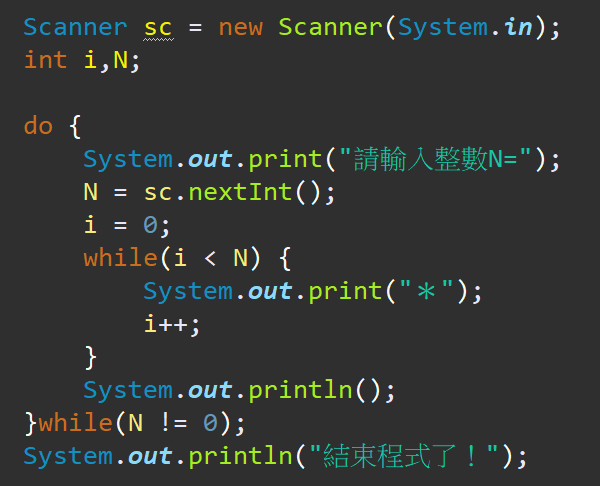 Scanner sc = new Scanner(System.in);
int i,N;
do {
System.out.print("請輸入整數N=");
N = sc.nextInt();
i = 0;
while(i < N) {
System.out.print("＊");
i++;
}
System.out.println();
}while(N != 0);
System.out.println("結束程式了！");